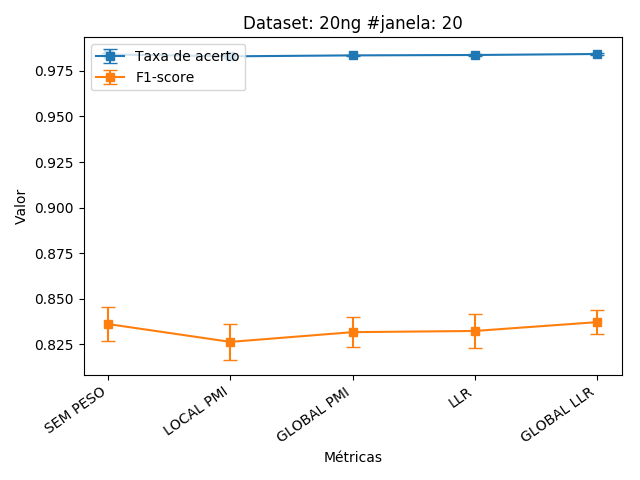 Dataset: 20ng #janela: 20
Taxa de acerto
F1-score
0.975
0.950
0.925
0.900
0.875
0.850
0.825
Valor
SEM PESO
LOCAL PMI
GLOBAL PMI
LLR
GLOBAL LLR
Métricas